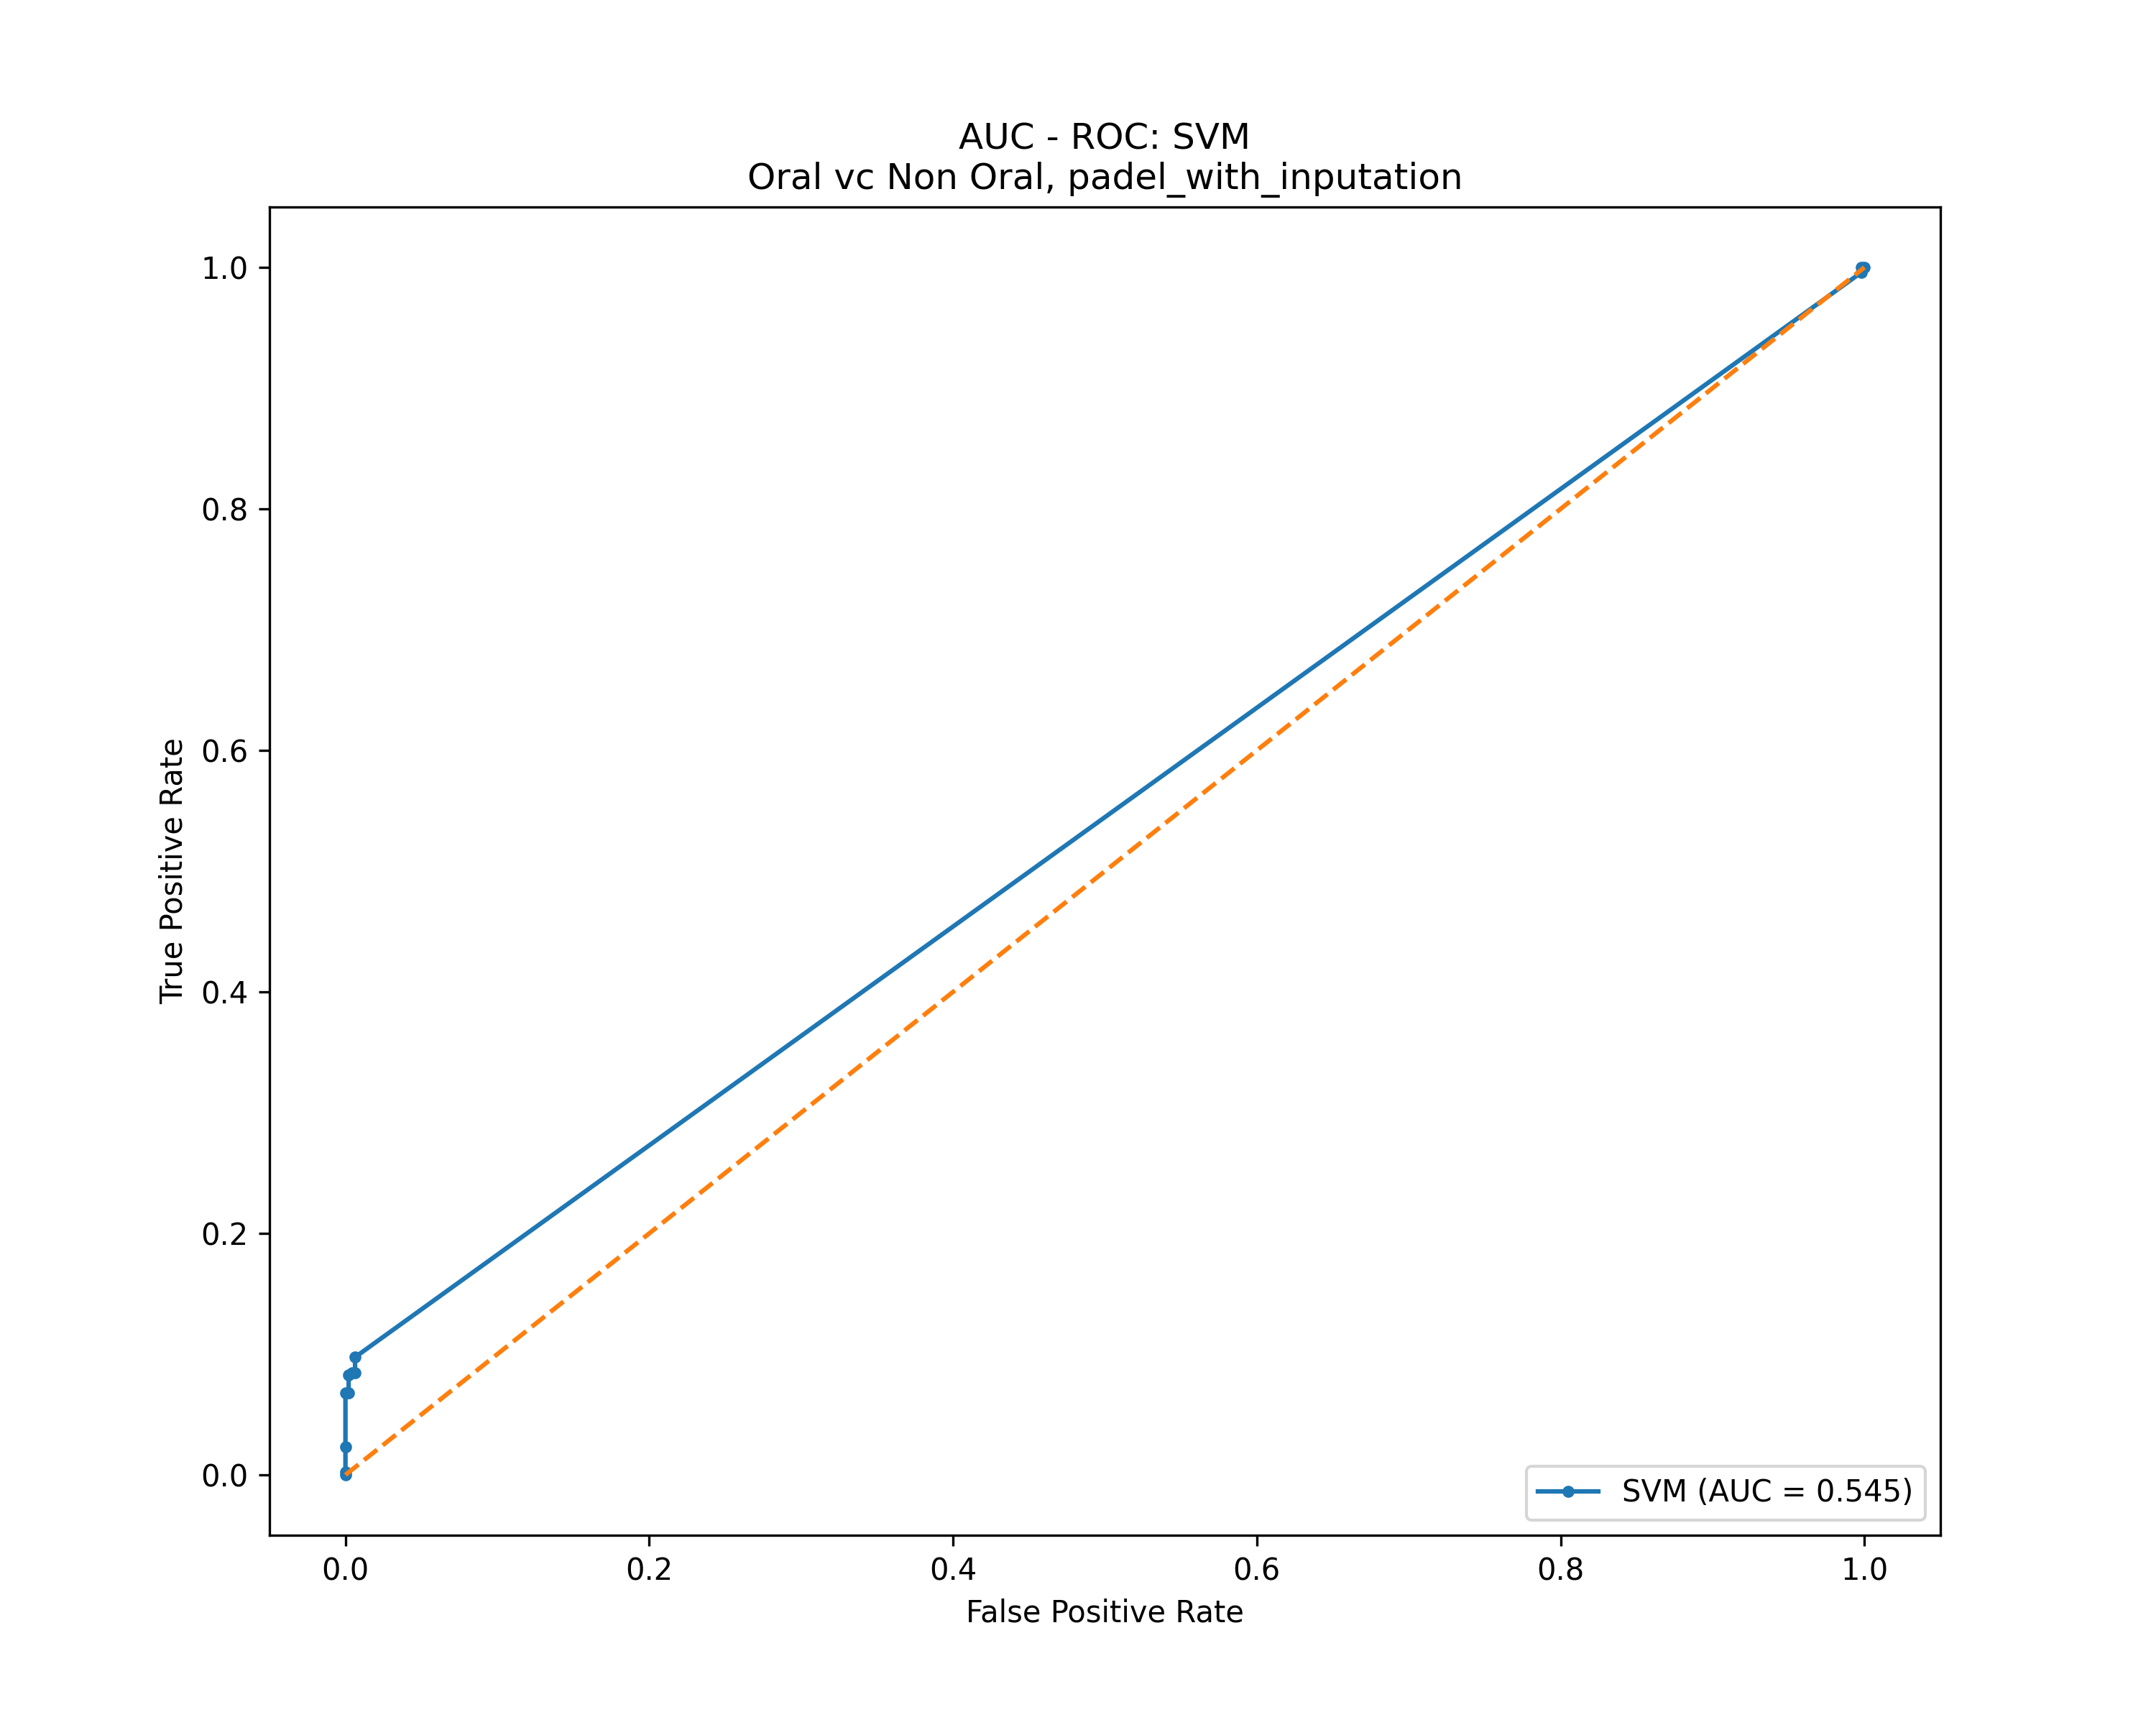 AUC - ROC: SVM
Oral vc Non Oral, padel_with_inputation
True Positive Rate
1.0
0.8
0.6
0.4
0.2
0.0
SVM (AUC = 0.545)
0.0 0.2 0.4 0.6 0.8 1.0
False Positive Rate